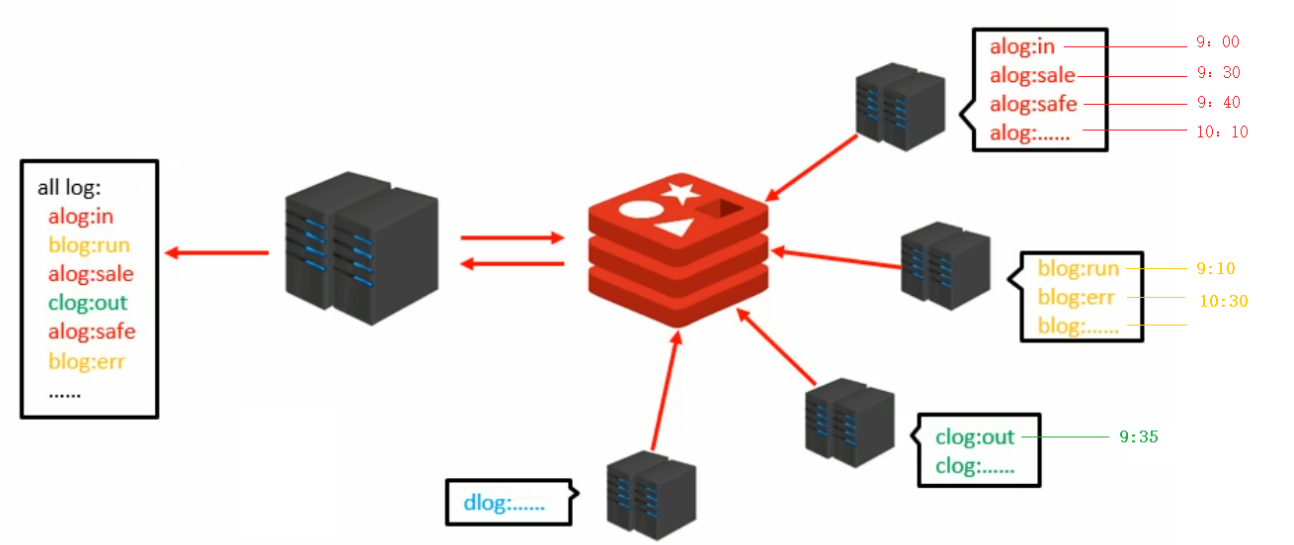 all log:
alog:in
blog:run
alog:sale
clog:out
alog:safe
blog:err
......
alog:in 9：00
alog:sale 9：30
alog:safe 9：40
alog:...... 10：10
blog:run 9:10
blog:err 10:30
blog:......
clog:out 9:35
clog:......
dlog:......